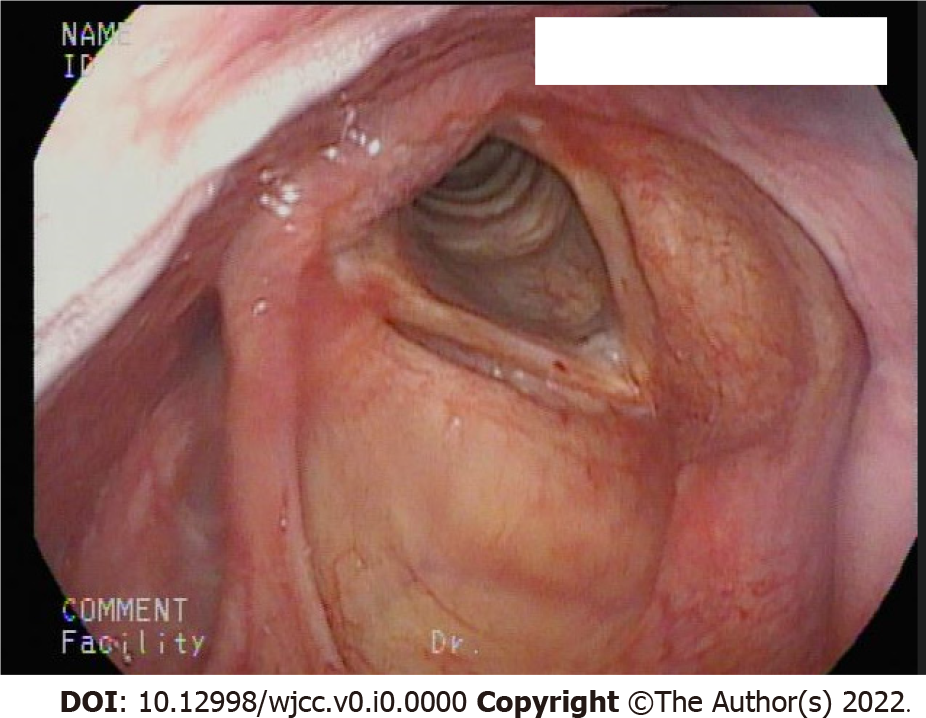 NAME
ID
COMMENT
Facility Dr.
DOI: 10.12998/wjcc.v0.i0.0000 Copyright ©The Author(s) 2022.